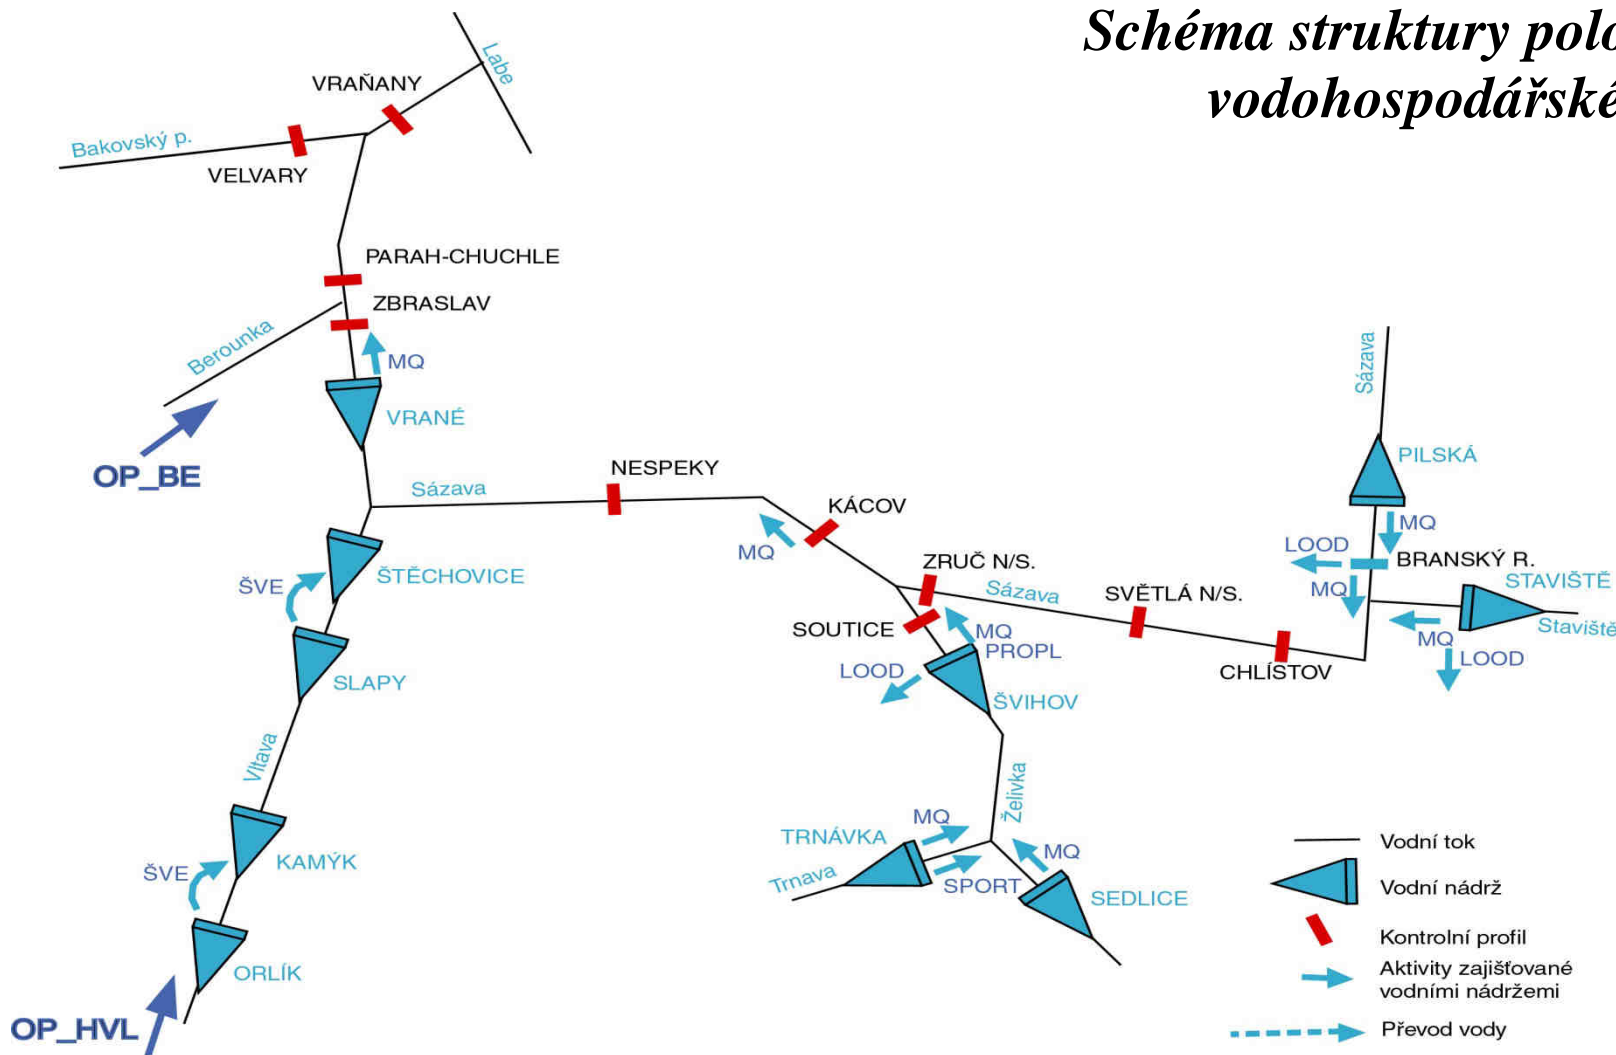 Schéma struktury polo
vodohospodářské
Labe
VRAŇANY
Bakovský p.
VELVARY
PARAH-CHUCHLE
ZBRASLAV
Berounka
MQ
VRANÉ
OP_BE
Sázava
NESPEKY
KÁCOV
MQ
ŠTĚCHOVICE
ŠVE
SLAPY
Vltava
KAMÝK
ŠVE
ORLÍK
OP_HVL
ZRUČ N/S.
Sázava
SOUTICE
MQ
PROPL
LOOD
ŠVIHOV
SVĚTLÁ N/S.
CHLÍSTOV
Sázava
PILSKÁ
MQ
LOOD
BRANSKÝ R.
MQ
STAVIŠTĚ
Staviště
MQ
LOOD
Želivka
MQ
TRNÁVKA
Trnava
SPORT
MQ
SEDLICE
Vodní tok
Vodní nádrž
Kontrolní profil
Aktivity zajišťované
vodními nádržemi
Převod vody